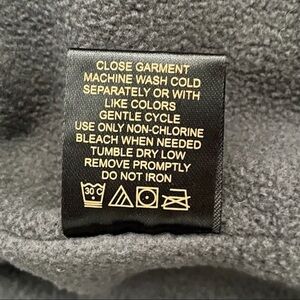 CLOSE GARMENT
MACHINE WASH COLD
SEPARATELY OR WITH
LIKE COLORS
GENTLE CYCLE
USE ONLY NON-CHLORINE
BLEACH WHEN NEEDED
TUMBLE DRY LOW
REMOVE PROMPTLY
DO NOT IRON
30 C